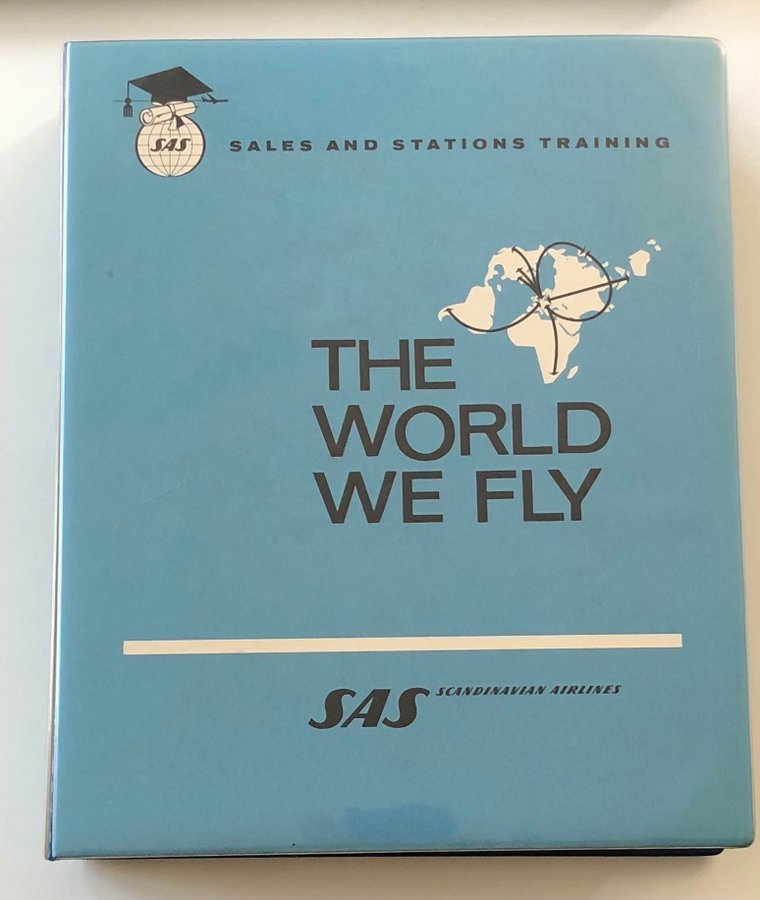 SAS
SALES AND STATIONS TRAINING
THE
WORLD
WE FLY
SAS SCANDINAVIAN AIRLINES